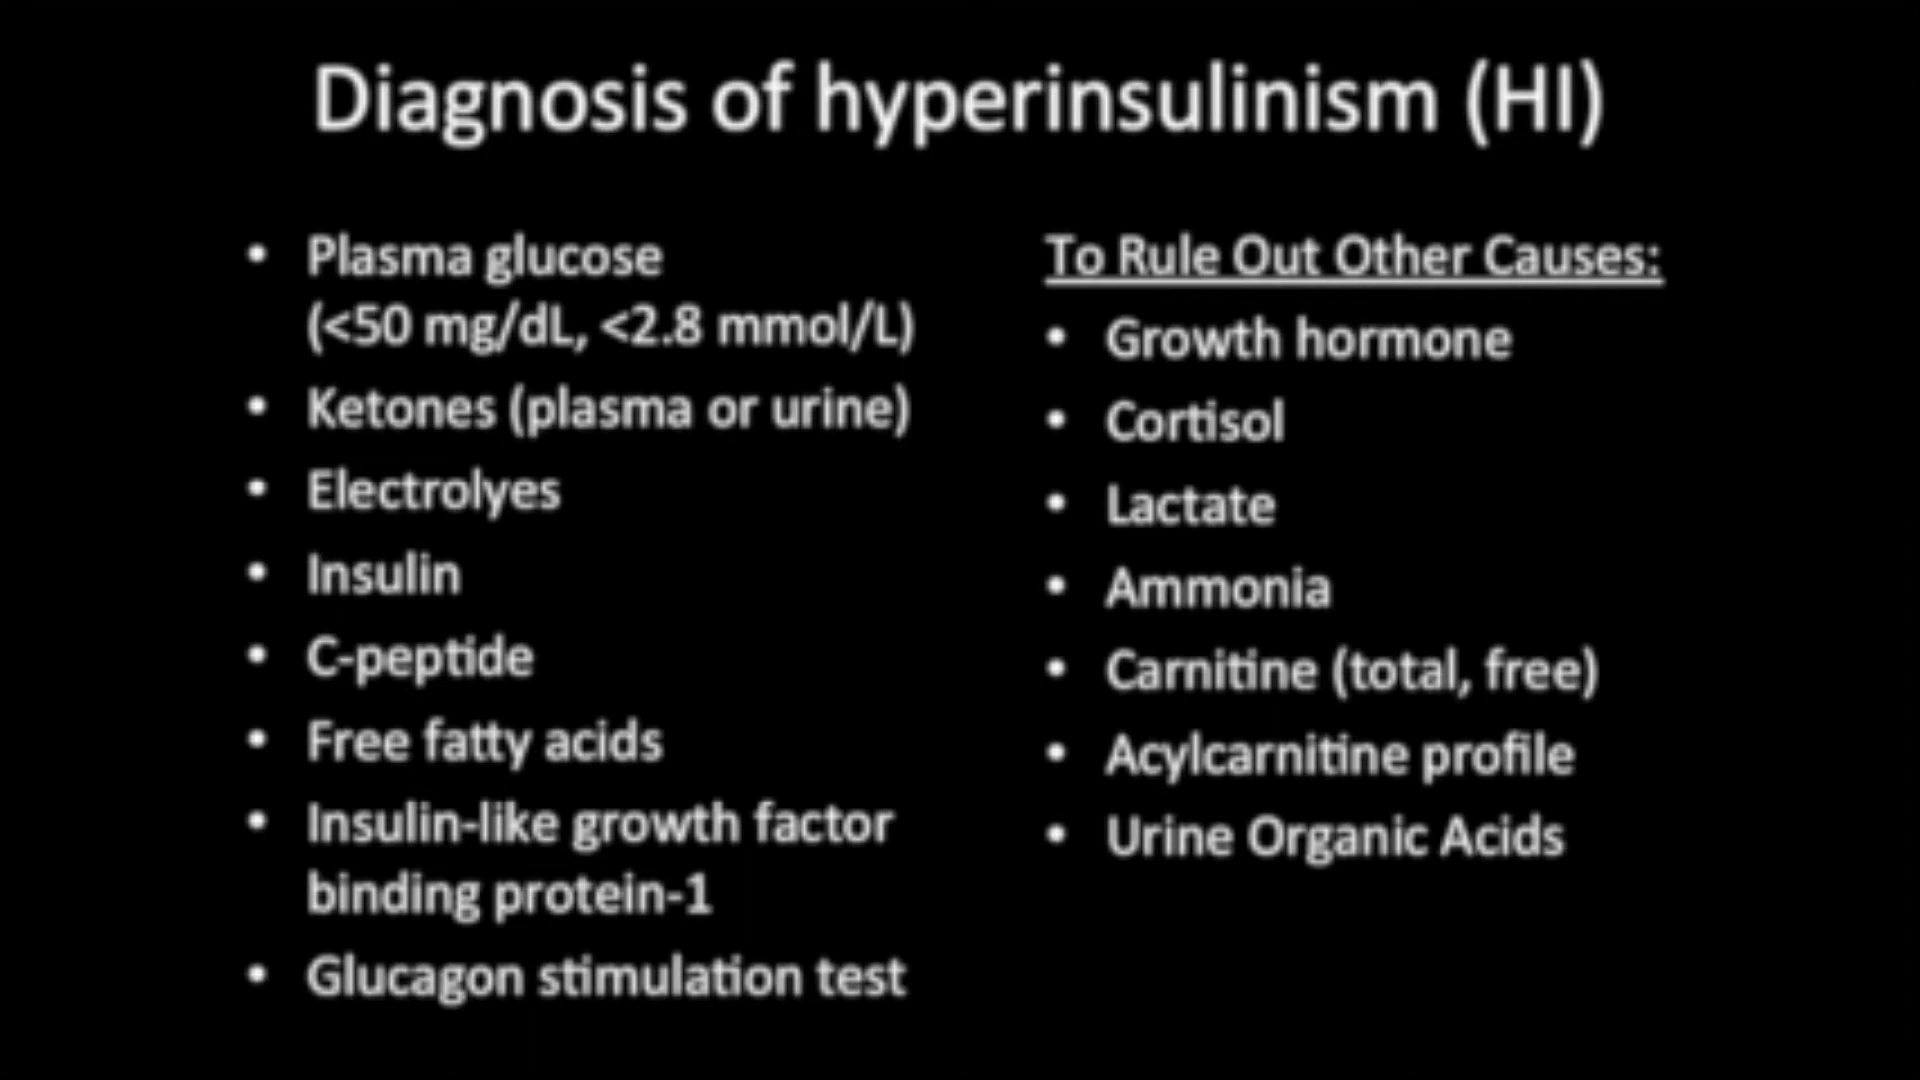 Diagnosis of hyperinsulinism (HI)
• Plasma glucose
(<50 mg/dL, <2.8 mmol/L)
• Ketones (plasma or urine)
• Electrolyes
• Insulin
• C-peptide
• Free fatty acids
• Insulin-like growth factor
binding protein-1
• Glucagon stimulation test
To Rule Out Other Causes:
• Growth hormone
• Cortisol
• Lactate
• Ammonia
• Carnitine (total, free)
• Acylcarnitine profile
• Urine Organic Acids